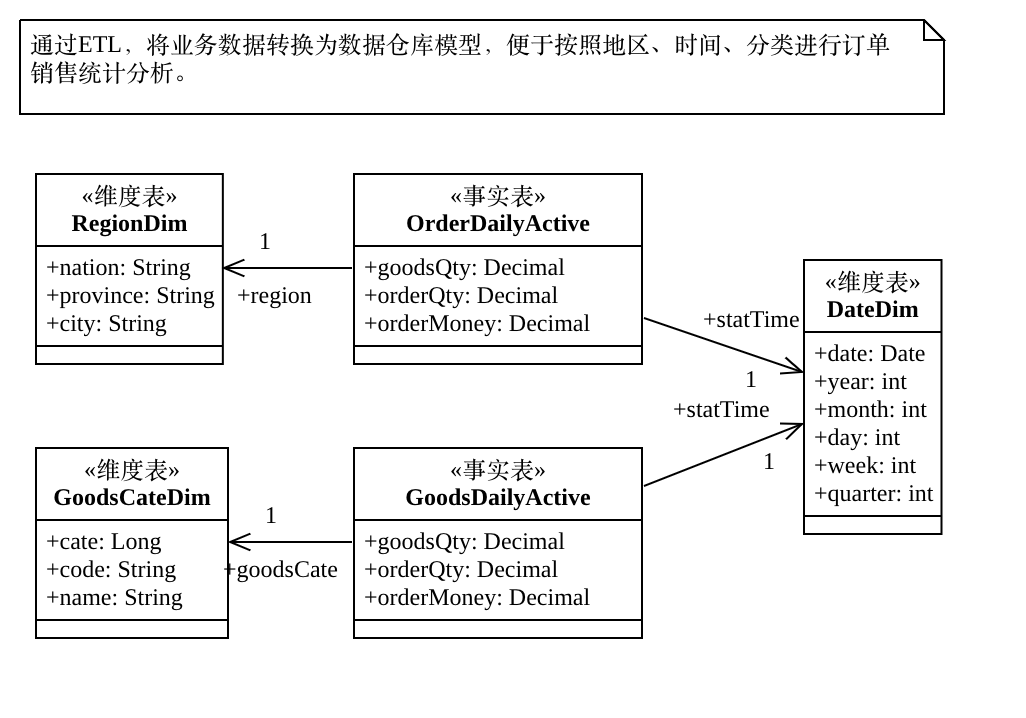 通过ETL，将业务数据转换为数据仓库模型，便于按照地区、时间、分类进行订单
销售统计分析。
«维度表»
RegionDim
+nation: String
+province: String
+city: String
1
+region
«事实表»
OrderDailyActive
+goodsQty: Decimal
+orderQty: Decimal
+orderMoney: Decimal
+statTime
1
«维度表»
DateDim
+date: Date
+year: int
+month: int
+day: int
+week: int
+quarter: int
+statTime
1
«维度表»
GoodsCateDim
+cate: Long
+code: String
+name: String
1
+goodsCate
«事实表»
GoodsDailyActive
+goodsQty: Decimal
+orderQty: Decimal
+orderMoney: Decimal